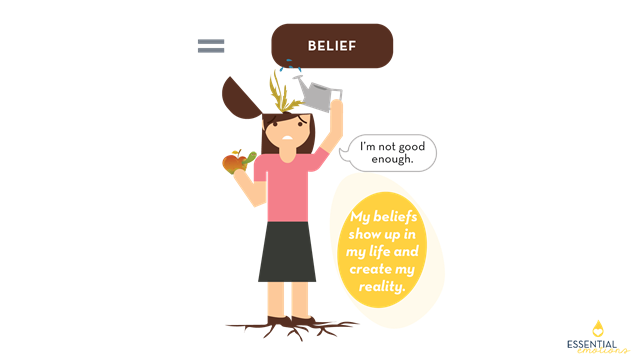 BELIEF
I'm not good
enough.
My beliefs
show up in
my life and
create my
reality.
ESSENTIAL
emotions